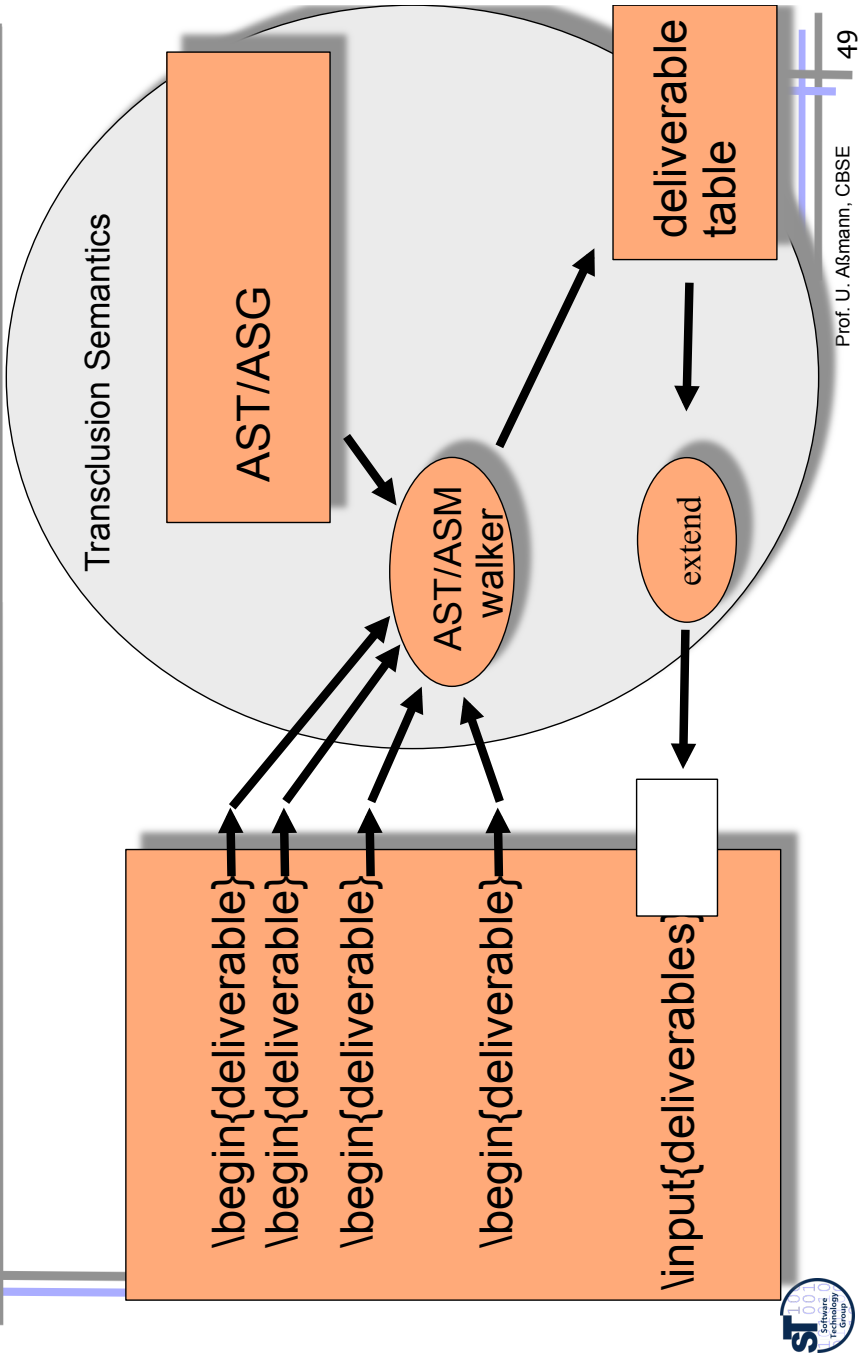 Transclusion Semantics
\begin{deliverable}
\begin{deliverable}
\begin{deliverable}
\begin{deliverable}
\input{deliverables}
AST/ASG
AST/ASM
walker
extend
deliverable
table
Prof. U. Aßmann, CBSE
49
ST
Software
Technology
Group